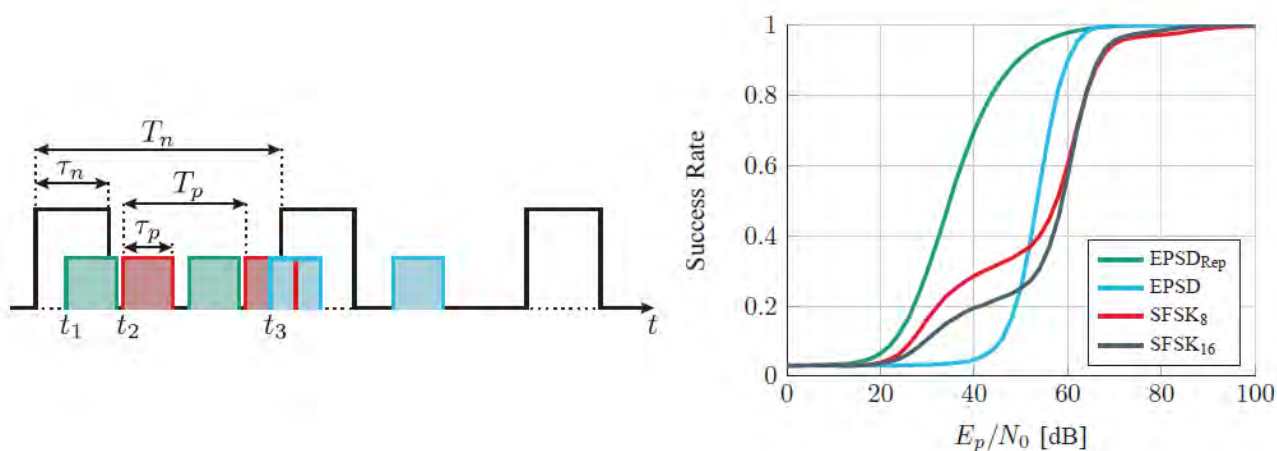 T_n
τ_n
T_p
τ_p
t_1 t_2 t_3 t
Success Rate
1
0.8
0.6
0.4
0.2
0
EPSD_Rep
EPSD
SFSK_8
SFSK_16
0 20 40 60 80 100
E_p/N_0 [dB]